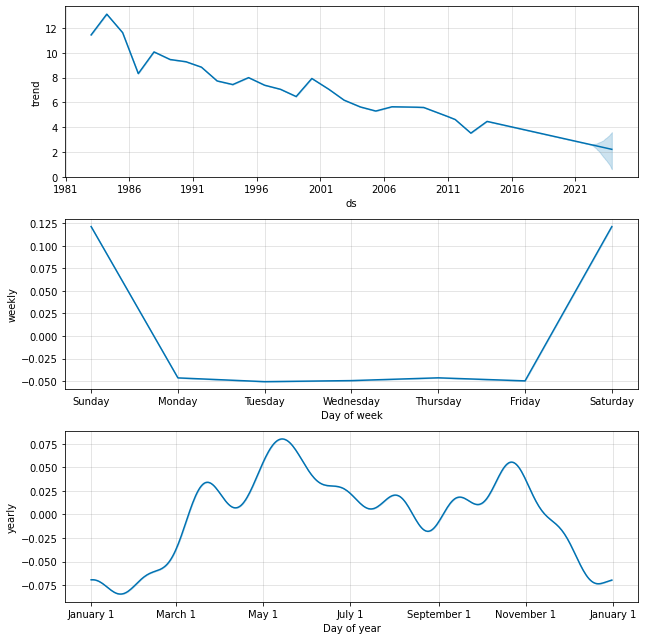 trend
12
10
8
6
4
2
0
1981 1986 1991 1996 2001 2006 2011 2016 2021
ds
weekly
0.125
0.100
0.075
0.050
0.025
0.000
−0.025
−0.050
Sunday Monday Tuesday Wednesday Thursday Friday Saturday
Day of week
yearly
0.075
0.050
0.025
0.000
−0.025
−0.050
−0.075
January 1 March 1 May 1 July 1 September 1 November 1 January 1
Day of year